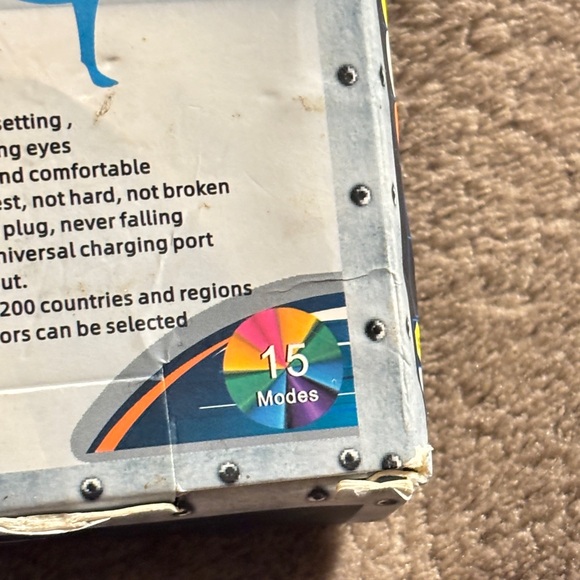 setting ,
ng eyes
nd comfortable
est, not hard, not broken
plug, never falling
niversal charging port
ut.
200 countries and regions
ors can be selected
15
Modes